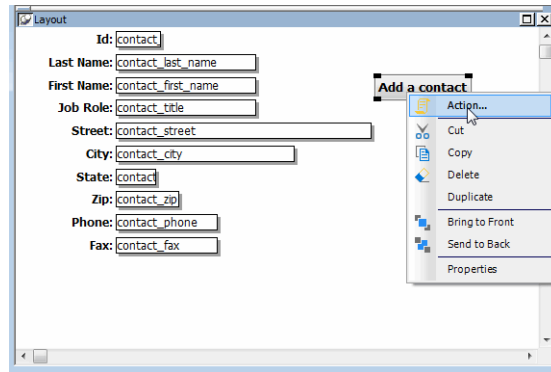 Layout
Id: contact_
Last Name: contact_last_name
First Name: contact_first_name
Job Role: contact_title
Street: contact_street
City: contact_city
State: contact
Zip: contact_zip
Phone: contact_phone
Fax: contact_fax
Add a contact
Action...
Cut
Copy
Delete
Duplicate
Bring to Front
Send to Back
Properties